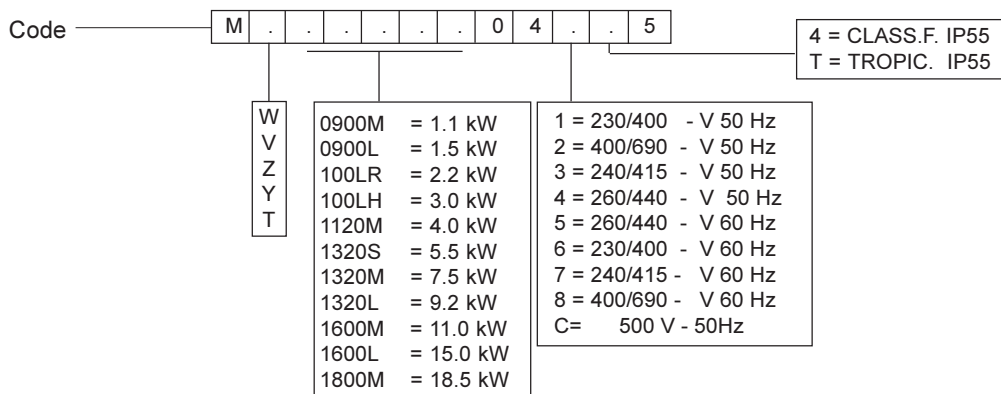 Code M . . . . . . 0 4 . . 5
4 = CLASS.F. IP55
T = TROPIC. IP55
W
V
Z
Y
T
0900M = 1.1 kW
0900L = 1.5 kW
100LR = 2.2 kW
100LH = 3.0 kW
1120M = 4.0 kW
1320S = 5.5 kW
1320M = 7.5 kW
1320L = 9.2 kW
1600M = 11.0 kW
1600L = 15.0 kW
1800M = 18.5 kW
1 = 230/400 - V 50 Hz
2 = 400/690 - V 50 Hz
3 = 240/415 - V 50 Hz
4 = 260/440 - V 50 Hz
5 = 260/440 - V 60 Hz
6 = 230/400 - V 60 Hz
7 = 240/415 - V 60 Hz
8 = 400/690 - V 60 Hz
C= 500 V - 50Hz